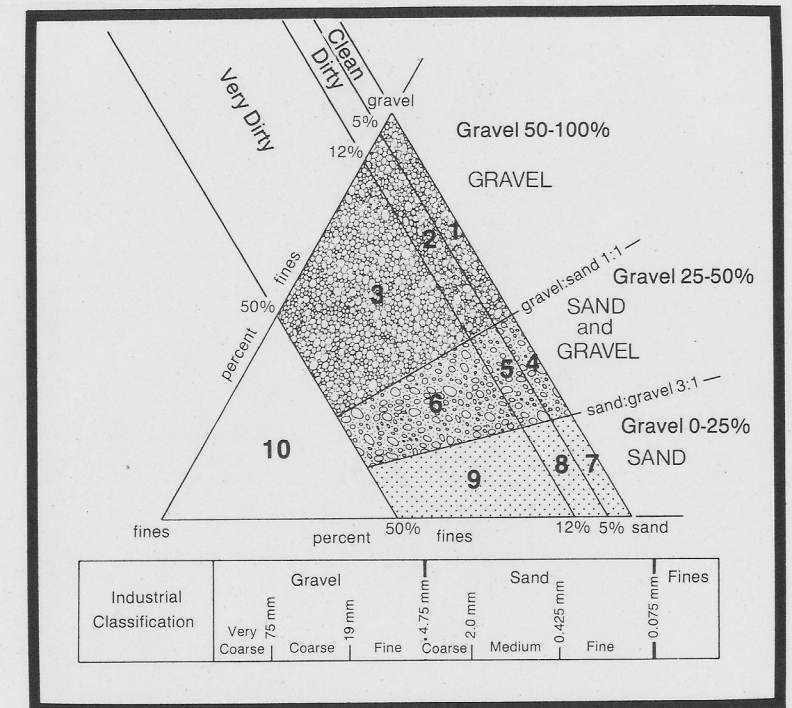 Very Dirty
Dirty
Clean
gravel
5%
12%
50%
fines
percent
Gravel 50-100%
GRAVEL
gravel:sand 1:1
Gravel 25-50%
SAND
and
GRAVEL
sand:gravel 3:1
Gravel 0-25%
SAND
1
2
3
4
5
6
7
8
9
10
fines
percent
50%
fines
12%
5%
sand
Industrial
Classification
Gravel
Sand
Fines
Very
Coarse
75 mm
Coarse
19 mm
Fine
4.75 mm
Coarse
2.0 mm
Medium
0.425 mm
Fine
0.075 mm